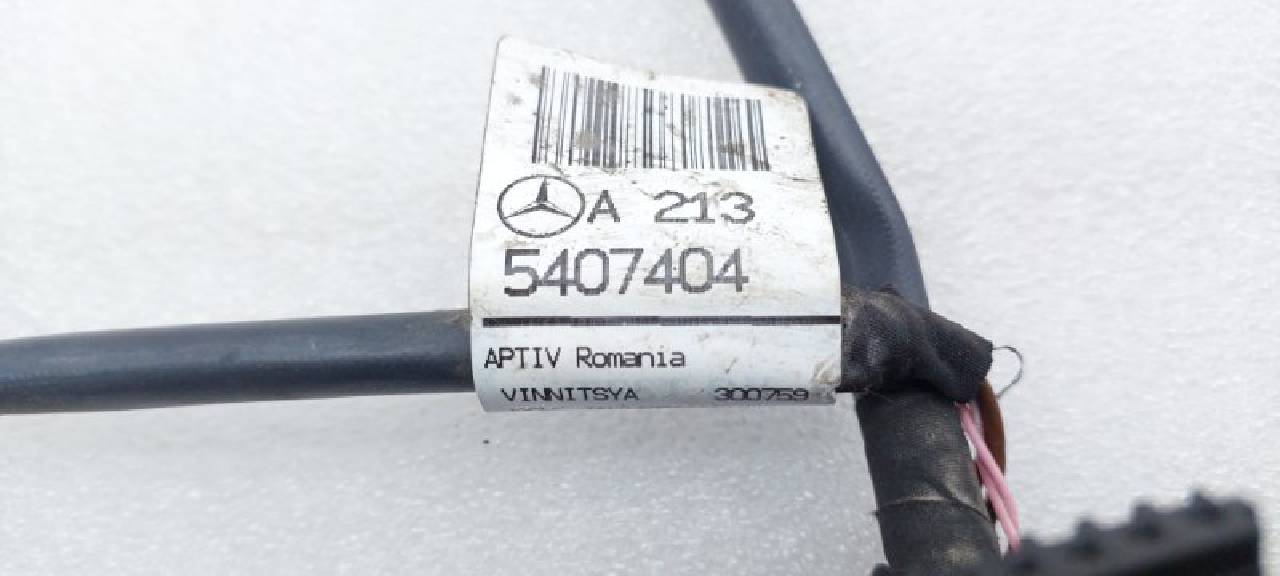 A 213
5407404
APTIV Romania
VINNITSYA 300759